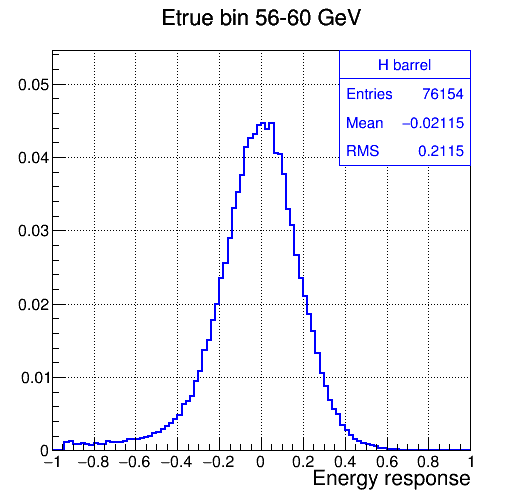 Etrue bin 56-60 GeV
H barrel
Entries 76154
Mean −0.02115
RMS 0.2115
0.05
0.04
0.03
0.02
0.01
0
−1 −0.8 −0.6 −0.4 −0.2 0 0.2 0.4 0.6 0.8 1
Energy response